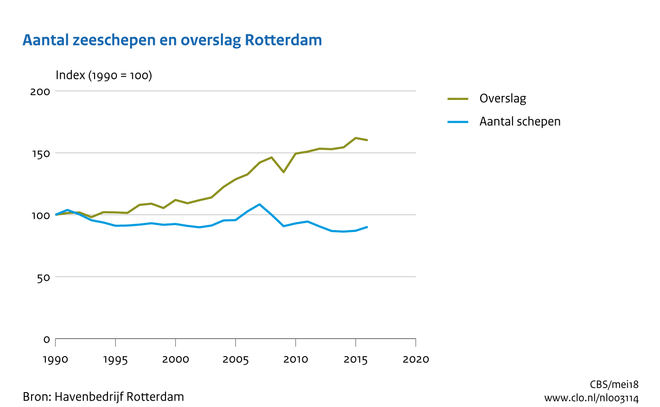 Aantal zeeschepen en overslag Rotterdam
Index (1990 = 100)
200
150
100
50
0
1990 1995 2000 2005 2010 2015 2020
Overslag
Aantal schepen
Bron: Havenbedrijf Rotterdam
CBS/mei18
www.clo.nl/nl003114